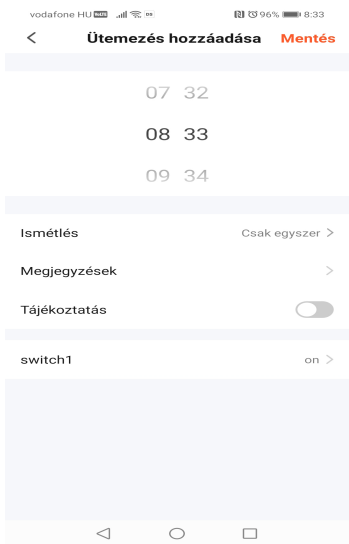 vodafone HU 96% 8:33
Ütemezés hozzáadása Mentés
07 32
08 33
09 34
Ismétlés Csak egyszer
Megjegyzések
Tájékoztatás
switch1 on